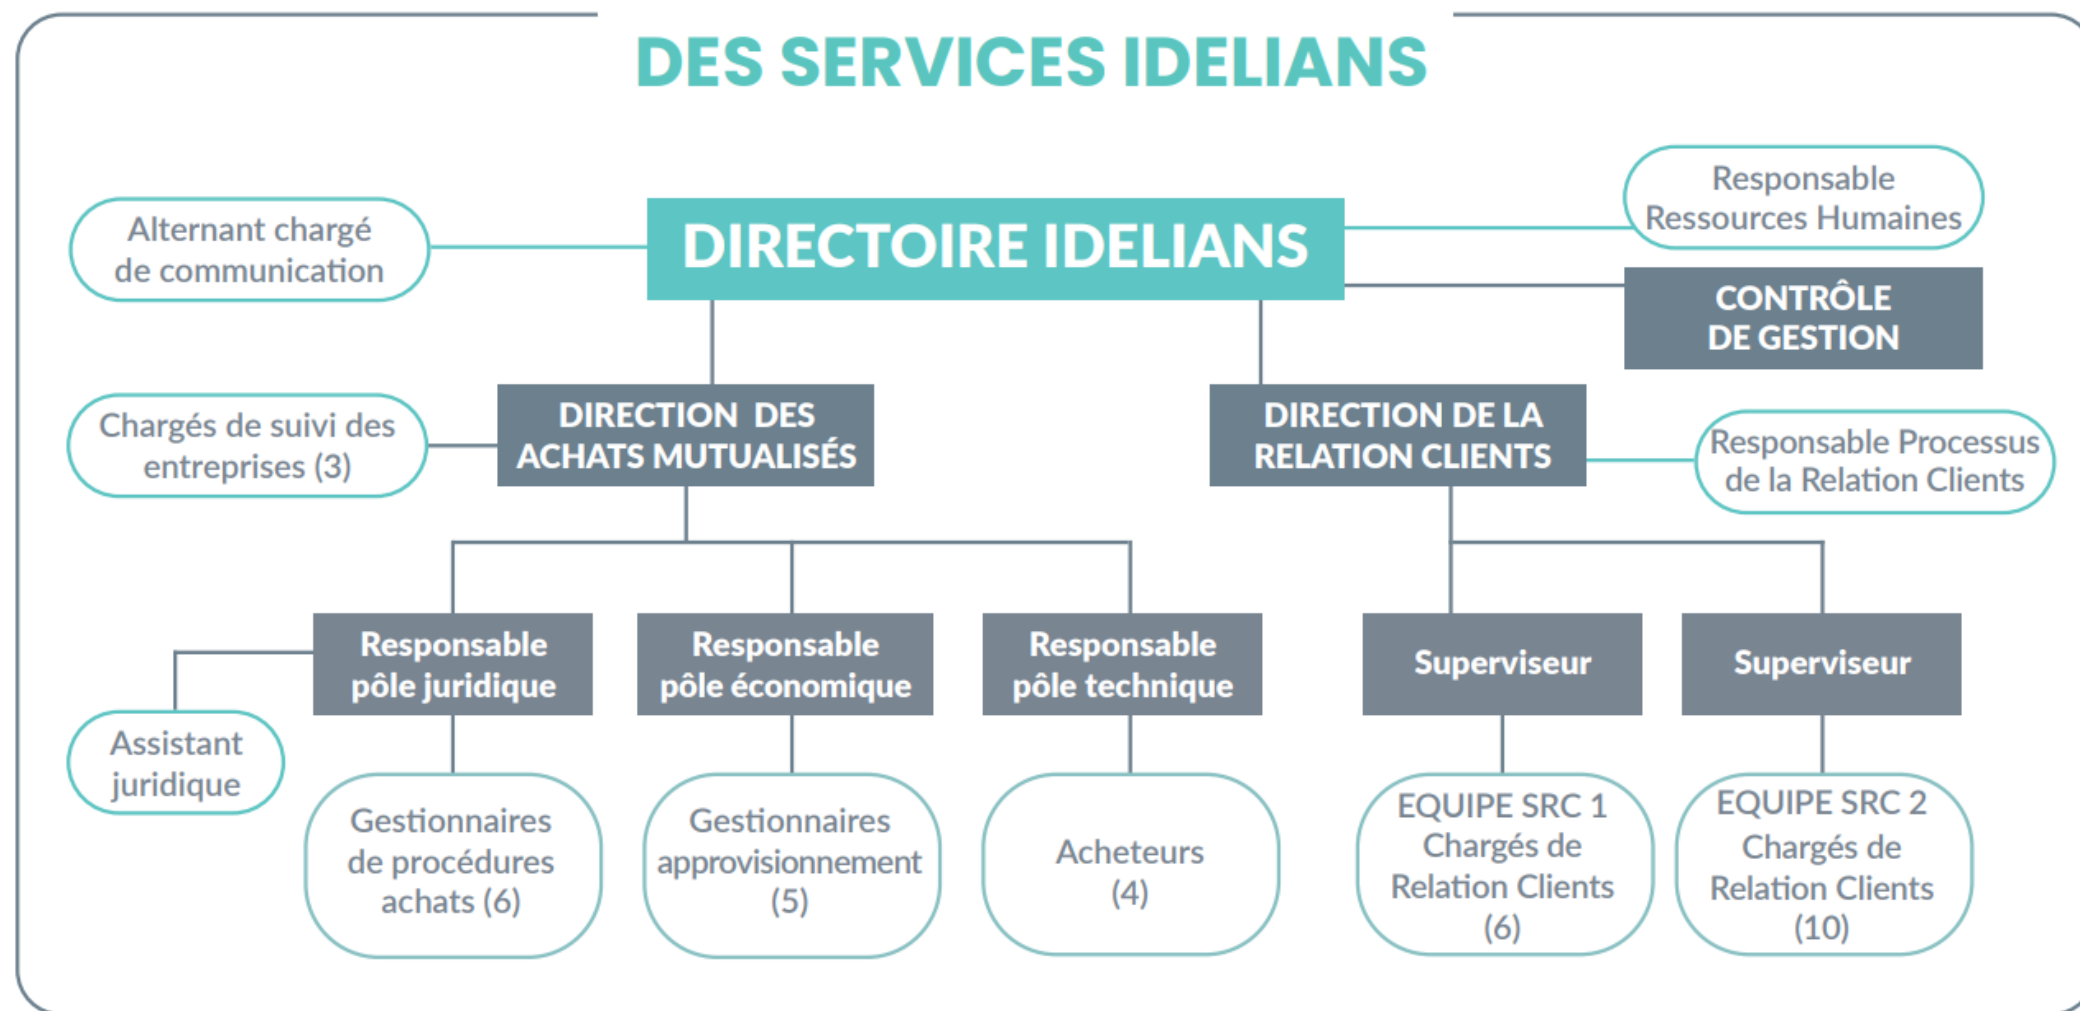 DES SERVICES IDELIANS
Alternant chargé
de communication
DIRECTOIRE IDELIANS
Responsable
Ressources Humaines
CONTRÔLE
DE GESTION
Chargés de suivi des
entreprises (3)
DIRECTION DES
ACHATS MUTUALISÉS
DIRECTION DE LA
RELATION CLIENTS
Responsable Processus
de la Relation Clients
Responsable
pôle juridique
Responsable
pôle économique
Responsable
pôle technique
Superviseur
Superviseur
Assistant
juridique
Gestionnaires
de procédures
achats (6)
Gestionnaires
approvisionnement
(5)
Acheteurs
(4)
EQUIPE SRC 1
Chargés de
Relation Clients
(6)
EQUIPE SRC 2
Chargés de
Relation Clients
(10)